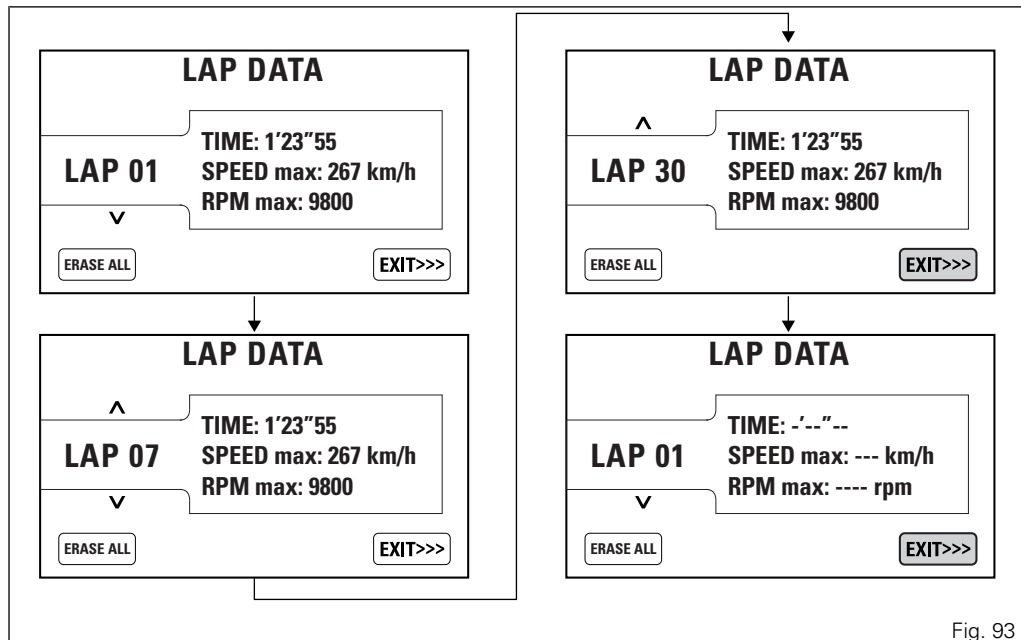 LAP DATA
^
LAP 01
v
TIME: 1'23"55
SPEED max: 267 km/h
RPM max: 9800
ERASE ALL
EXIT>>>
LAP DATA
^
LAP 07
v
TIME: 1'23"55
SPEED max: 267 km/h
RPM max: 9800
ERASE ALL
EXIT>>>
LAP DATA
^
LAP 30
TIME: 1'23"55
SPEED max: 267 km/h
RPM max: 9800
ERASE ALL
EXIT>>>
LAP DATA
LAP 01
v
TIME: -'--"--
SPEED max: --- km/h
RPM max: ---- rpm
ERASE ALL
EXIT>>>
Fig. 93